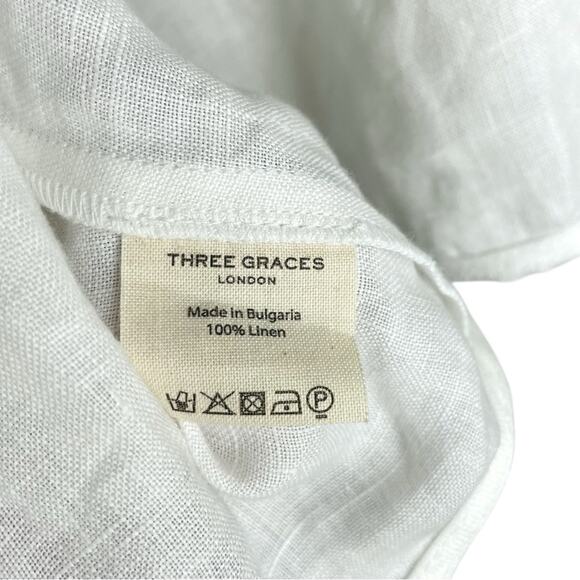 THREE GRACES
LONDON
Made in Bulgaria
100% Linen
P